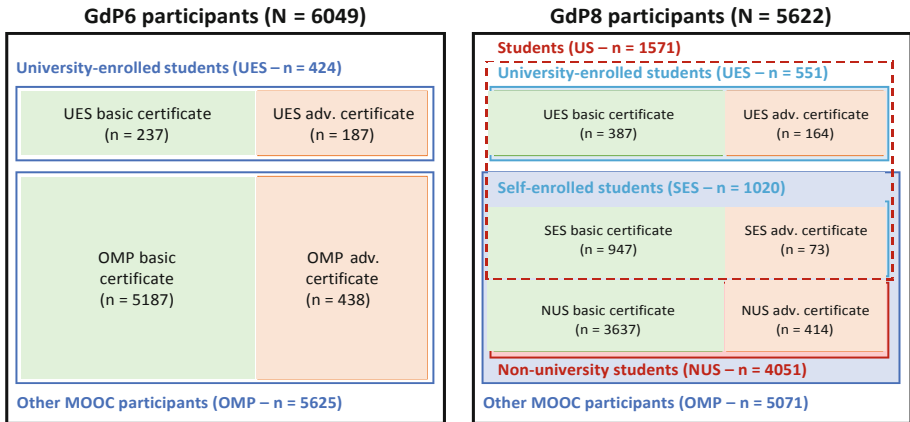 GdP6 participants (N = 6049)
University-enrolled students (UES – n = 424)
UES basic certificate
(n = 237)
UES adv. certificate
(n = 187)
OMP basic
certificate
(n = 5187)
OMP adv.
certificate
(n = 438)
Other MOOC participants (OMP – n = 5625)
GdP8 participants (N = 5622)
Students (US – n = 1571)
University-enrolled students (UES – n = 551)
UES basic certificate
(n = 387)
UES adv. certificate
(n = 164)
Self-enrolled students (SES – n = 1020)
SES basic certificate
(n = 947)
SES adv. certificate
(n = 73)
NUS basic certificate
(n = 3637)
NUS adv. certificate
(n = 414)
Non-university students (NUS – n = 4051)
Other MOOC participants (OMP – n = 5071)